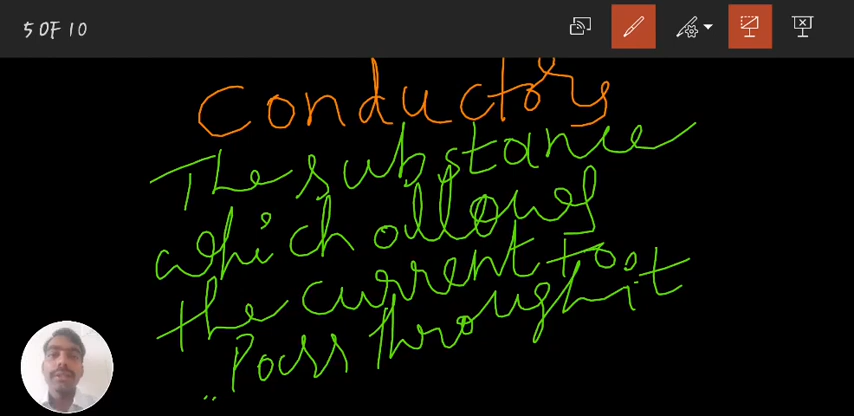 5 OF 10
Conductors
The substance
which allows
the current to
Pass through it